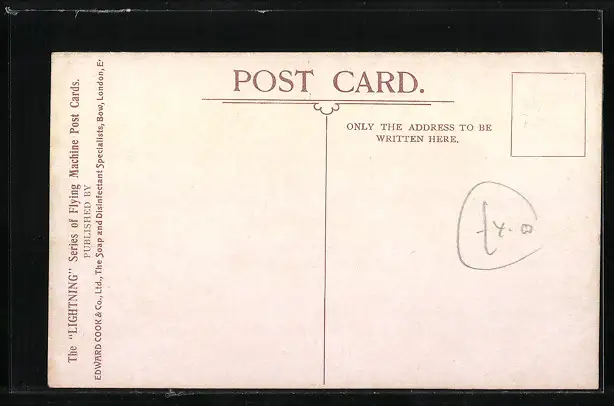 POST CARD.
ONLY THE ADDRESS TO BE
WRITTEN HERE.
The "LIGHTNING" Series of Flying Machine Post Cards.
PUBLISHED BY
EDWARD COOK & Co., Ltd., The Soap and Disinfectant Specialists, Bow, London, E·